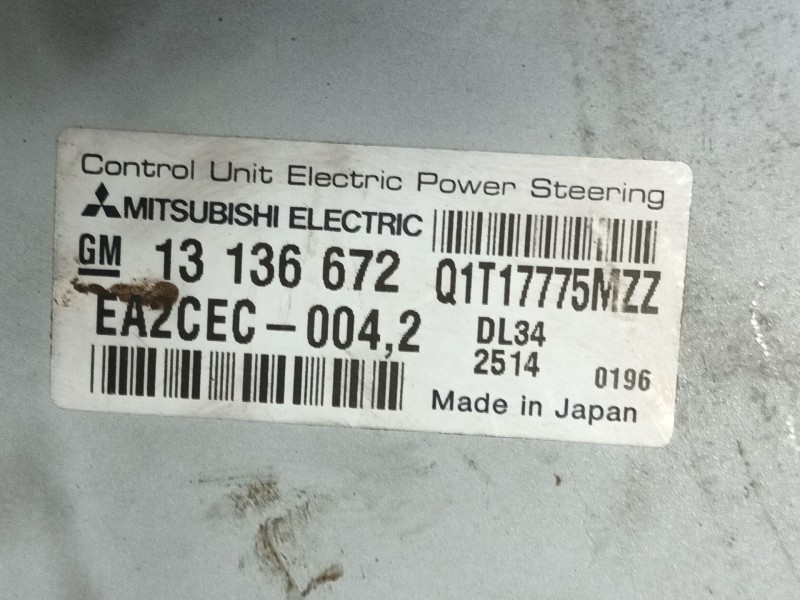 Control Unit Electric Power Steering
MITSUBISHI ELECTRIC
GM 13 136 672 Q1T17775MZZ
EA2CEC-004,2 DL34
2514 0196
Made in Japan